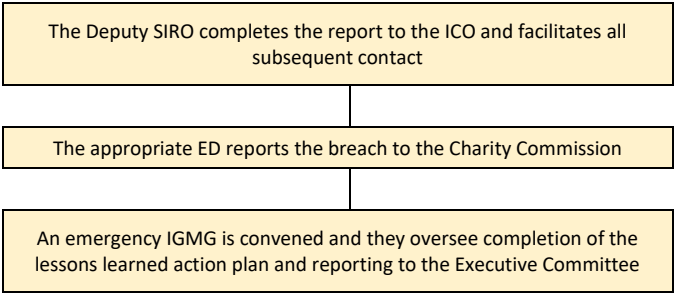 The Deputy SIRO completes the report to the ICO and facilitates all
subsequent contact
The appropriate ED reports the breach to the Charity Commission
An emergency IGMG is convened and they oversee completion of the
lessons learned action plan and reporting to the Executive Committee